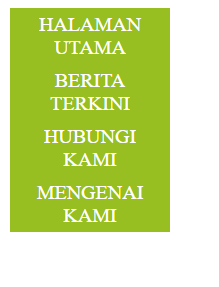 HALAMAN
UTAMA
BERITA
TERKINI
HUBUNGI
KAMI
MENGENAI
KAMI